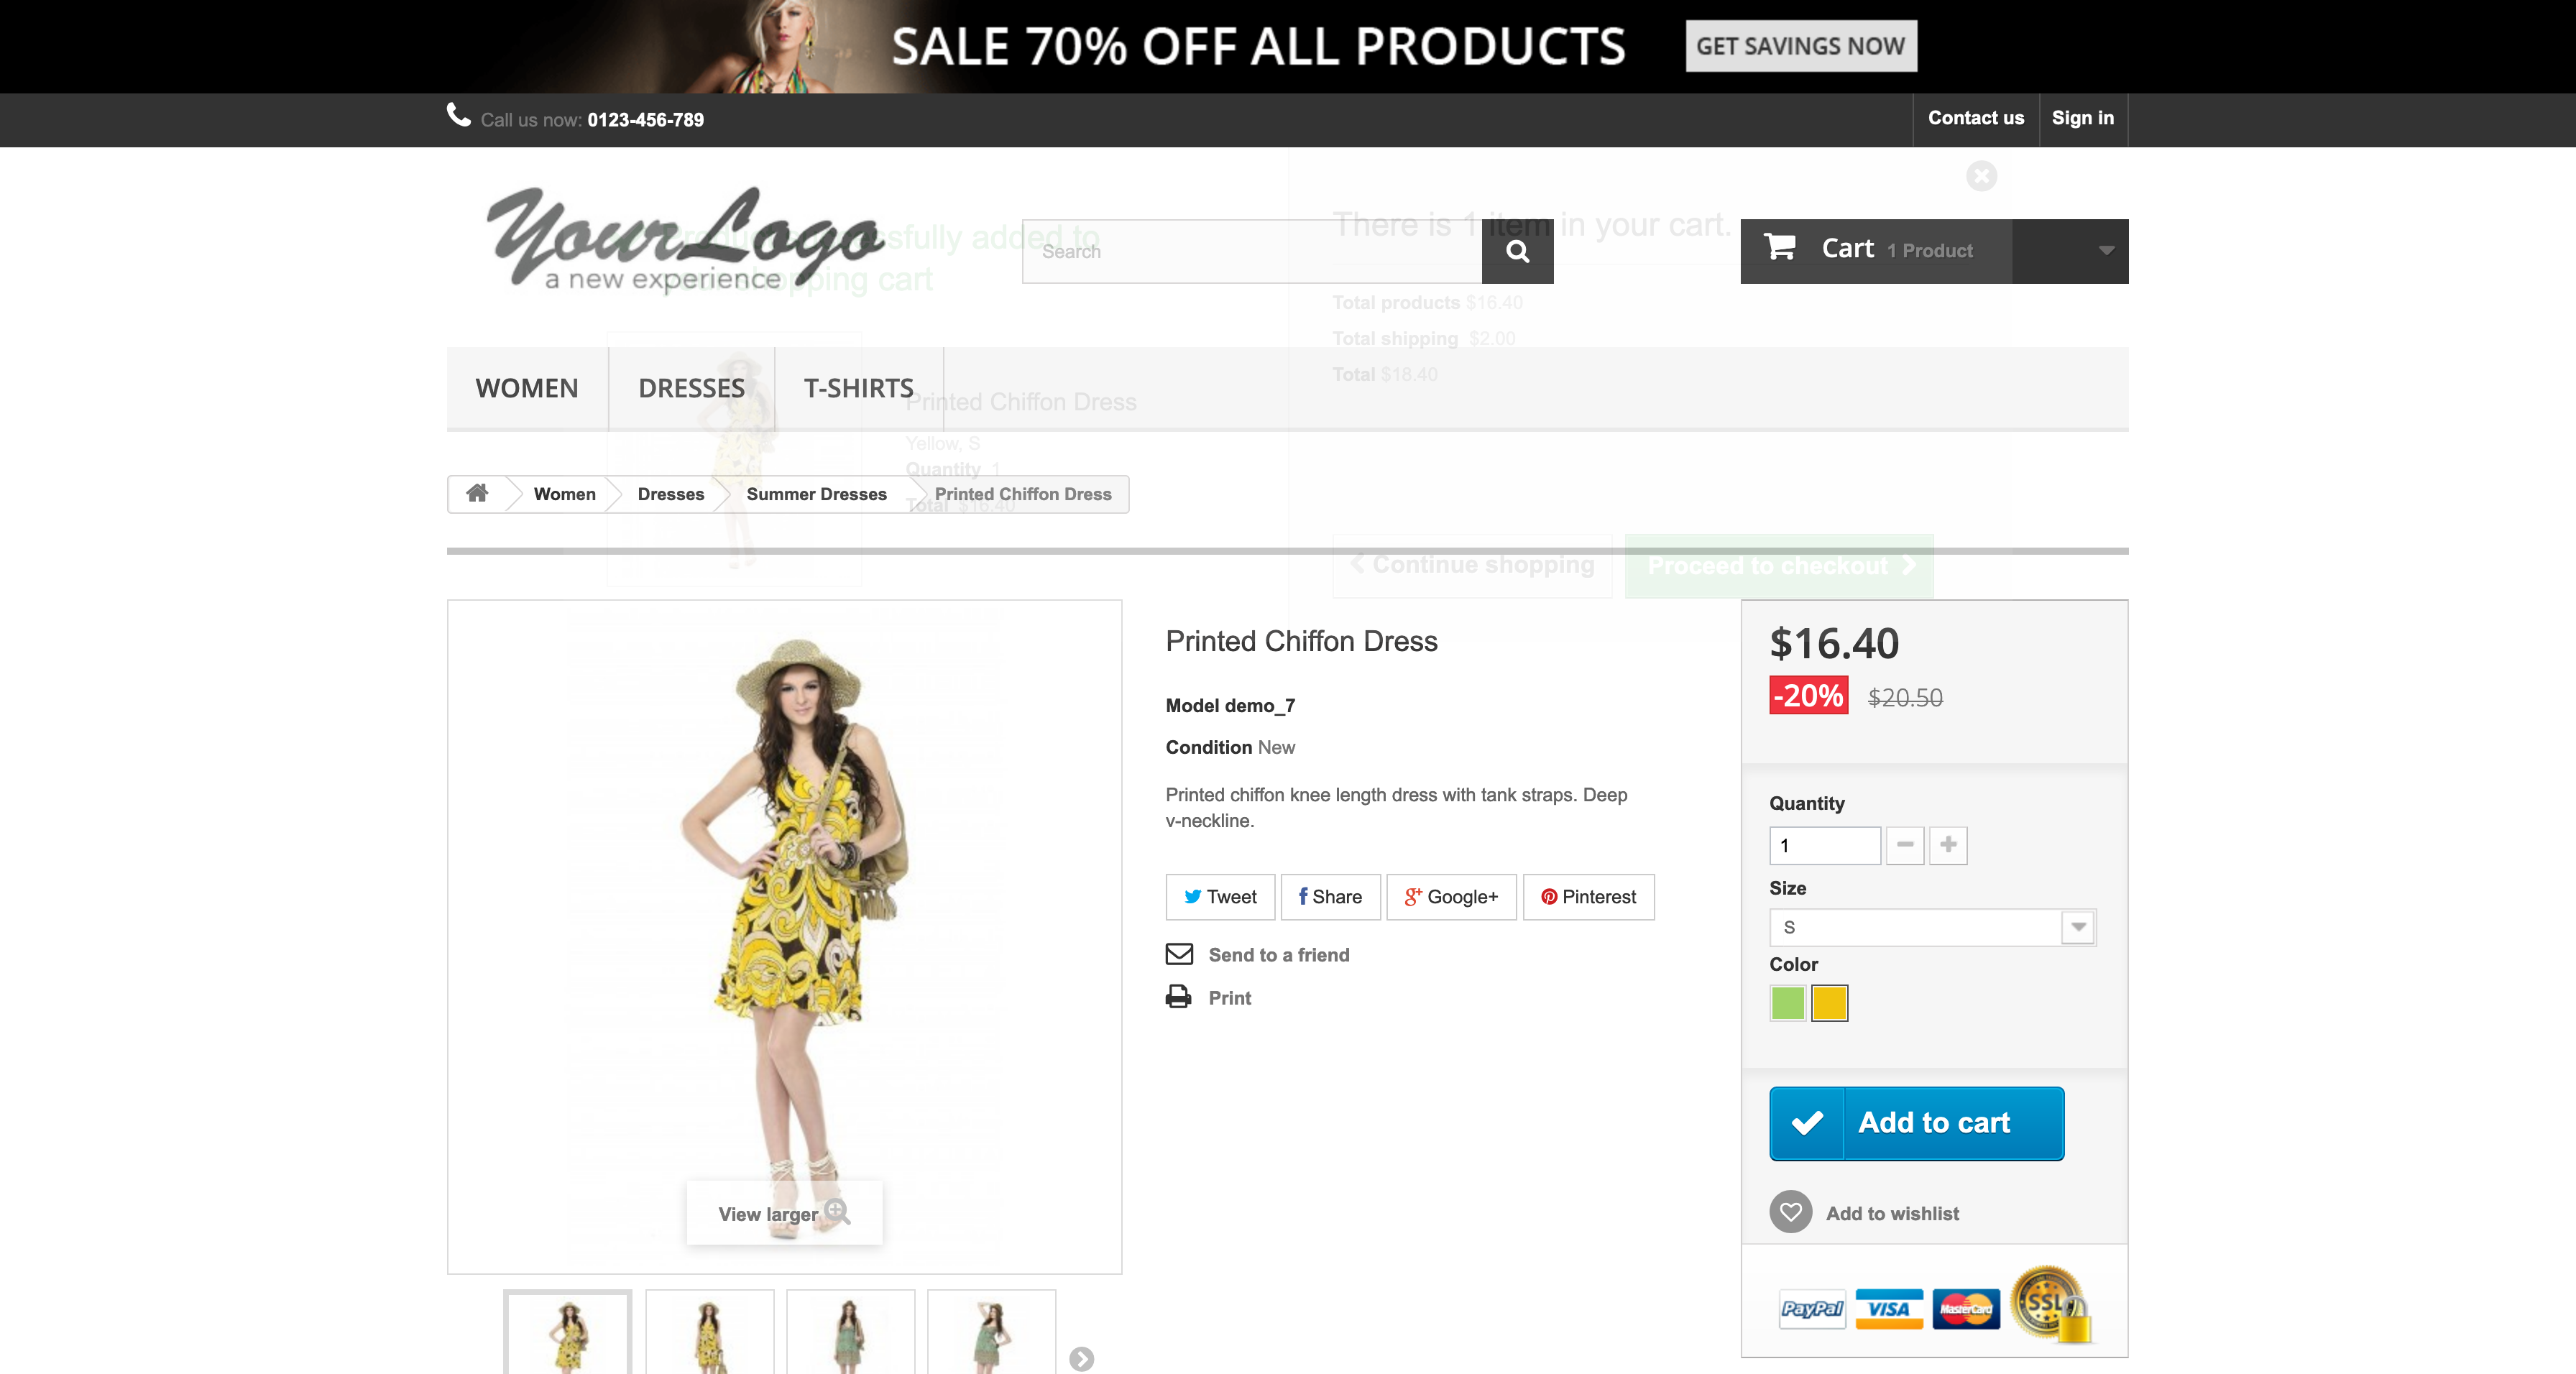 SALE 70% OFF ALL PRODUCTS
GET SAVINGS NOW
Call us now: 0123-456-789
Contact us
Sign in
Your Logo
a new experience
Product successfully added to
your shopping cart
Search
There is 1 item in your cart.
Cart 1 Product
Total products $16.40
Total shipping $2.00
Total $18.40
WOMEN
DRESSES
T-SHIRTS
Printed Chiffon Dress
Yellow, S
Quantity 1
Total $16.40
Women
Dresses
Summer Dresses
Printed Chiffon Dress
Continue shopping
Proceed to checkout
Printed Chiffon Dress
Model demo_7
Condition New
Printed chiffon knee length dress with tank straps. Deep
v-neckline.
Tweet
Share
Google+
Pinterest
Send to a friend
Print
View larger
$16.40
-20% $20.50
Quantity
1
Size
S
Color
Add to cart
Add to wishlist
PayPal
VISA
MasterCard
SSL